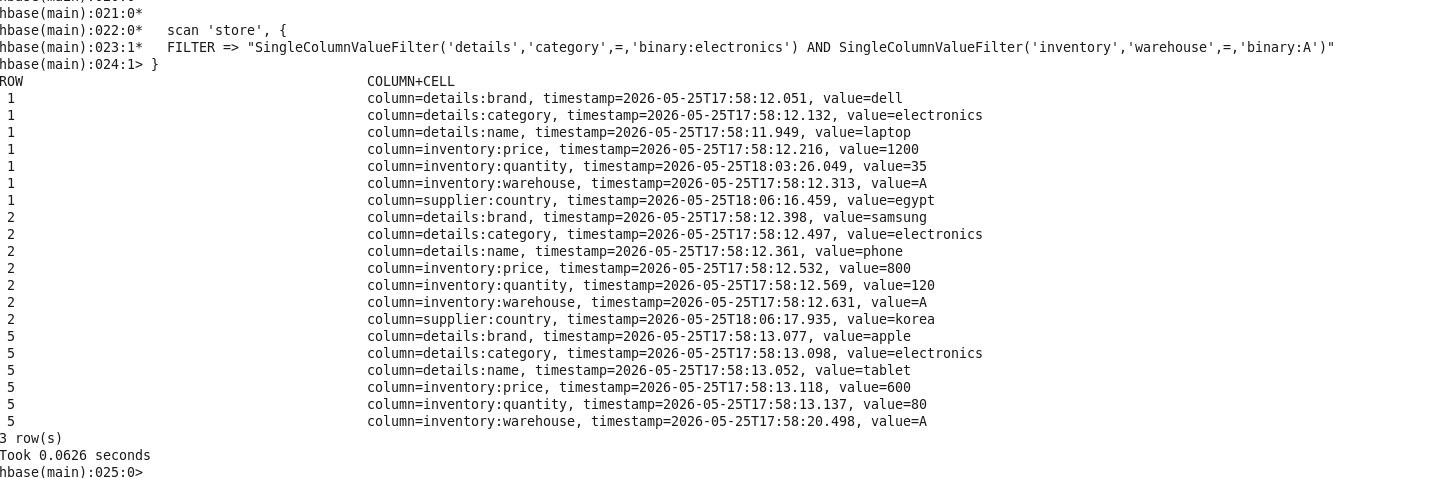 hbase(main):021:0*
hbase(main):022:0*   scan 'store', {
hbase(main):023:1*   FILTER => "SingleColumnValueFilter('details','category',=,'binary:electronics') AND SingleColumnValueFilter('inventory','warehouse',=,'binary:A')"
hbase(main):024:1> }
ROW                                           COLUMN+CELL
 1                                            column=details:brand, timestamp=2026-05-25T17:58:12.051, value=dell
 1                                            column=details:category, timestamp=2026-05-25T17:58:12.132, value=electronics
 1                                            column=details:name, timestamp=2026-05-25T17:58:11.949, value=laptop
 1                                            column=inventory:price, timestamp=2026-05-25T17:58:12.216, value=1200
 1                                            column=inventory:quantity, timestamp=2026-05-25T18:03:26.049, value=35
 1                                            column=inventory:warehouse, timestamp=2026-05-25T17:58:12.313, value=A
 1                                            column=supplier:country, timestamp=2026-05-25T18:06:16.459, value=egypt
 2                                            column=details:brand, timestamp=2026-05-25T17:58:12.398, value=samsung
 2                                            column=details:category, timestamp=2026-05-25T17:58:12.497, value=electronics
 2                                            column=details:name, timestamp=2026-05-25T17:58:12.361, value=phone
 2                                            column=inventory:price, timestamp=2026-05-25T17:58:12.532, value=800
 2                                            column=inventory:quantity, timestamp=2026-05-25T17:58:12.569, value=120
 2                                            column=inventory:warehouse, timestamp=2026-05-25T17:58:12.631, value=A
 2                                            column=supplier:country, timestamp=2026-05-25T18:06:17.935, value=korea
 5                                            column=details:brand, timestamp=2026-05-25T17:58:13.077, value=apple
 5                                            column=details:category, timestamp=2026-05-25T17:58:13.098, value=electronics
 5                                            column=details:name, timestamp=2026-05-25T17:58:13.052, value=tablet
 5                                            column=inventory:price, timestamp=2026-05-25T17:58:13.118, value=600
 5                                            column=inventory:quantity, timestamp=2026-05-25T17:58:13.137, value=80
 5                                            column=inventory:warehouse, timestamp=2026-05-25T17:58:20.498, value=A
3 row(s)
Took 0.0626 seconds
hbase(main):025:0>